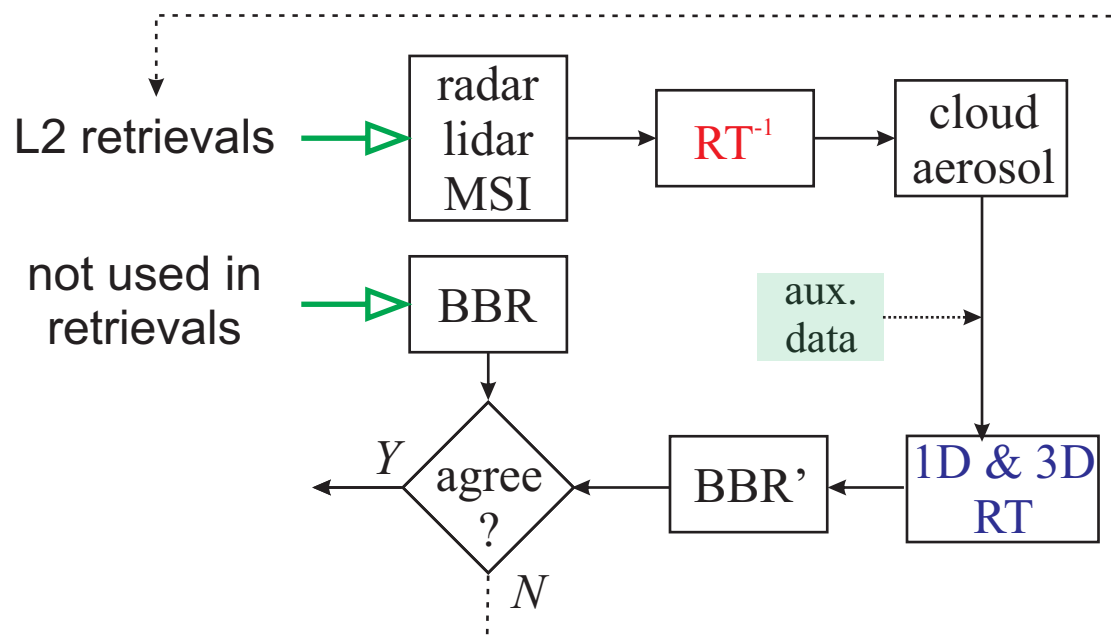 L2 retrievals
radar
lidar
MSI
RT⁻¹
cloud
aerosol
not used in
retrievals
BBR
aux.
data
Y
agree
?
N
BBR’
1D & 3D
RT